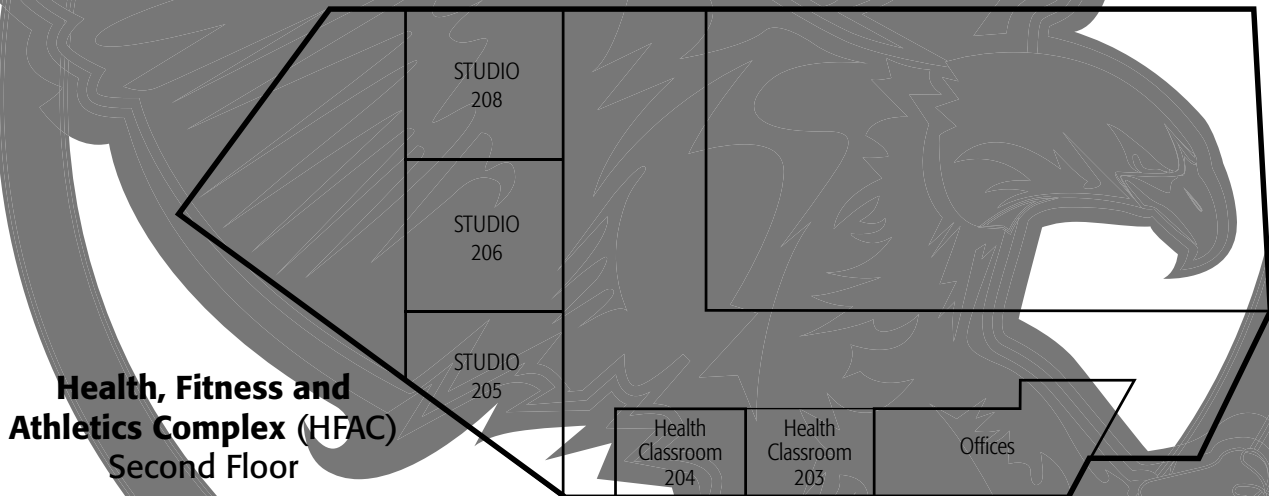 STUDIO
208
STUDIO
206
STUDIO
205
Health, Fitness and
Athletics Complex (HFAC)
Second Floor
Health
Classroom
204
Health
Classroom
203
Offices